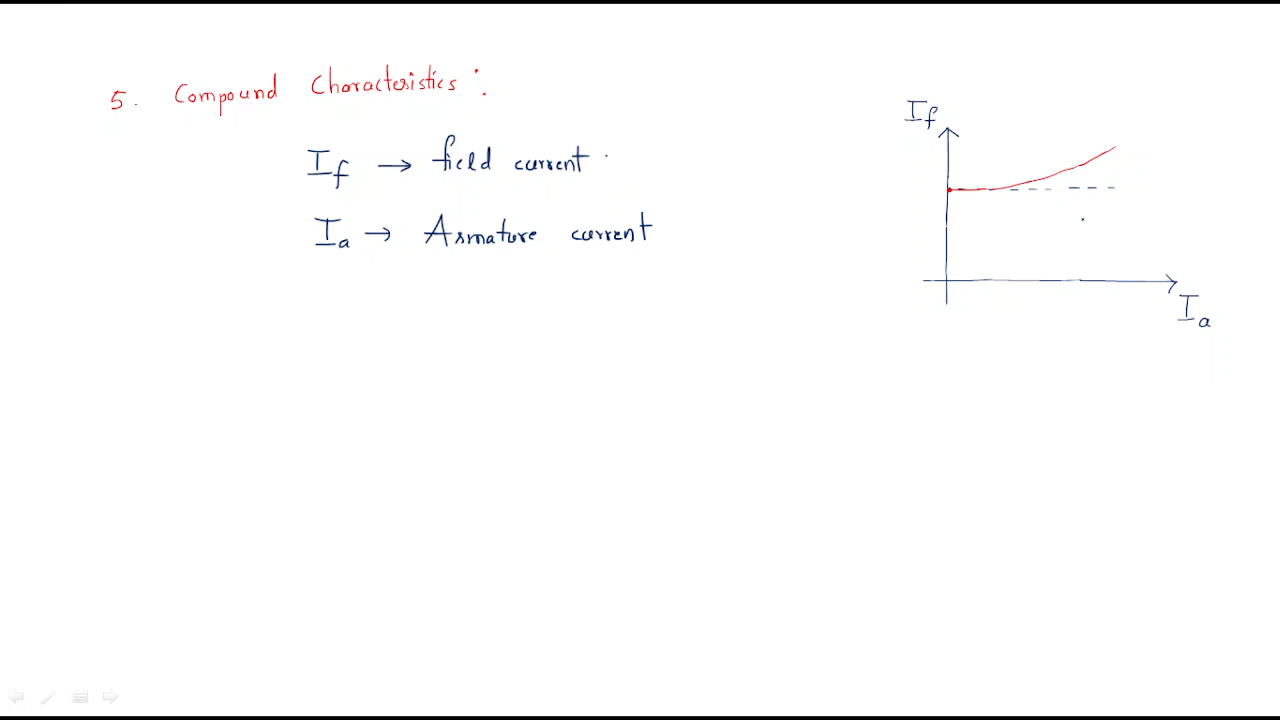 5. Compound Characteristics :
If → field current
Ia → Armature current
If
Ia